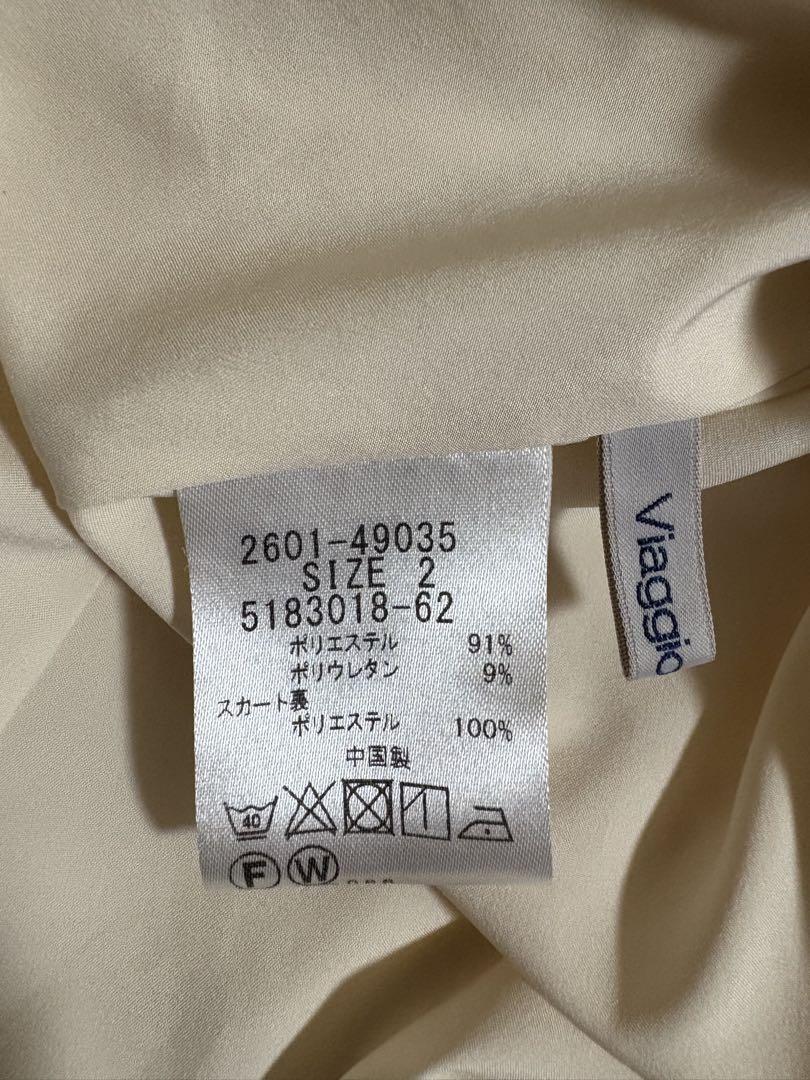 2601-49035
SIZE 2
5183018-62
ポリエステル 91%
ポリウレタン 9%
スカート裏
ポリエステル 100%
中国製
40
F W
Viaggio